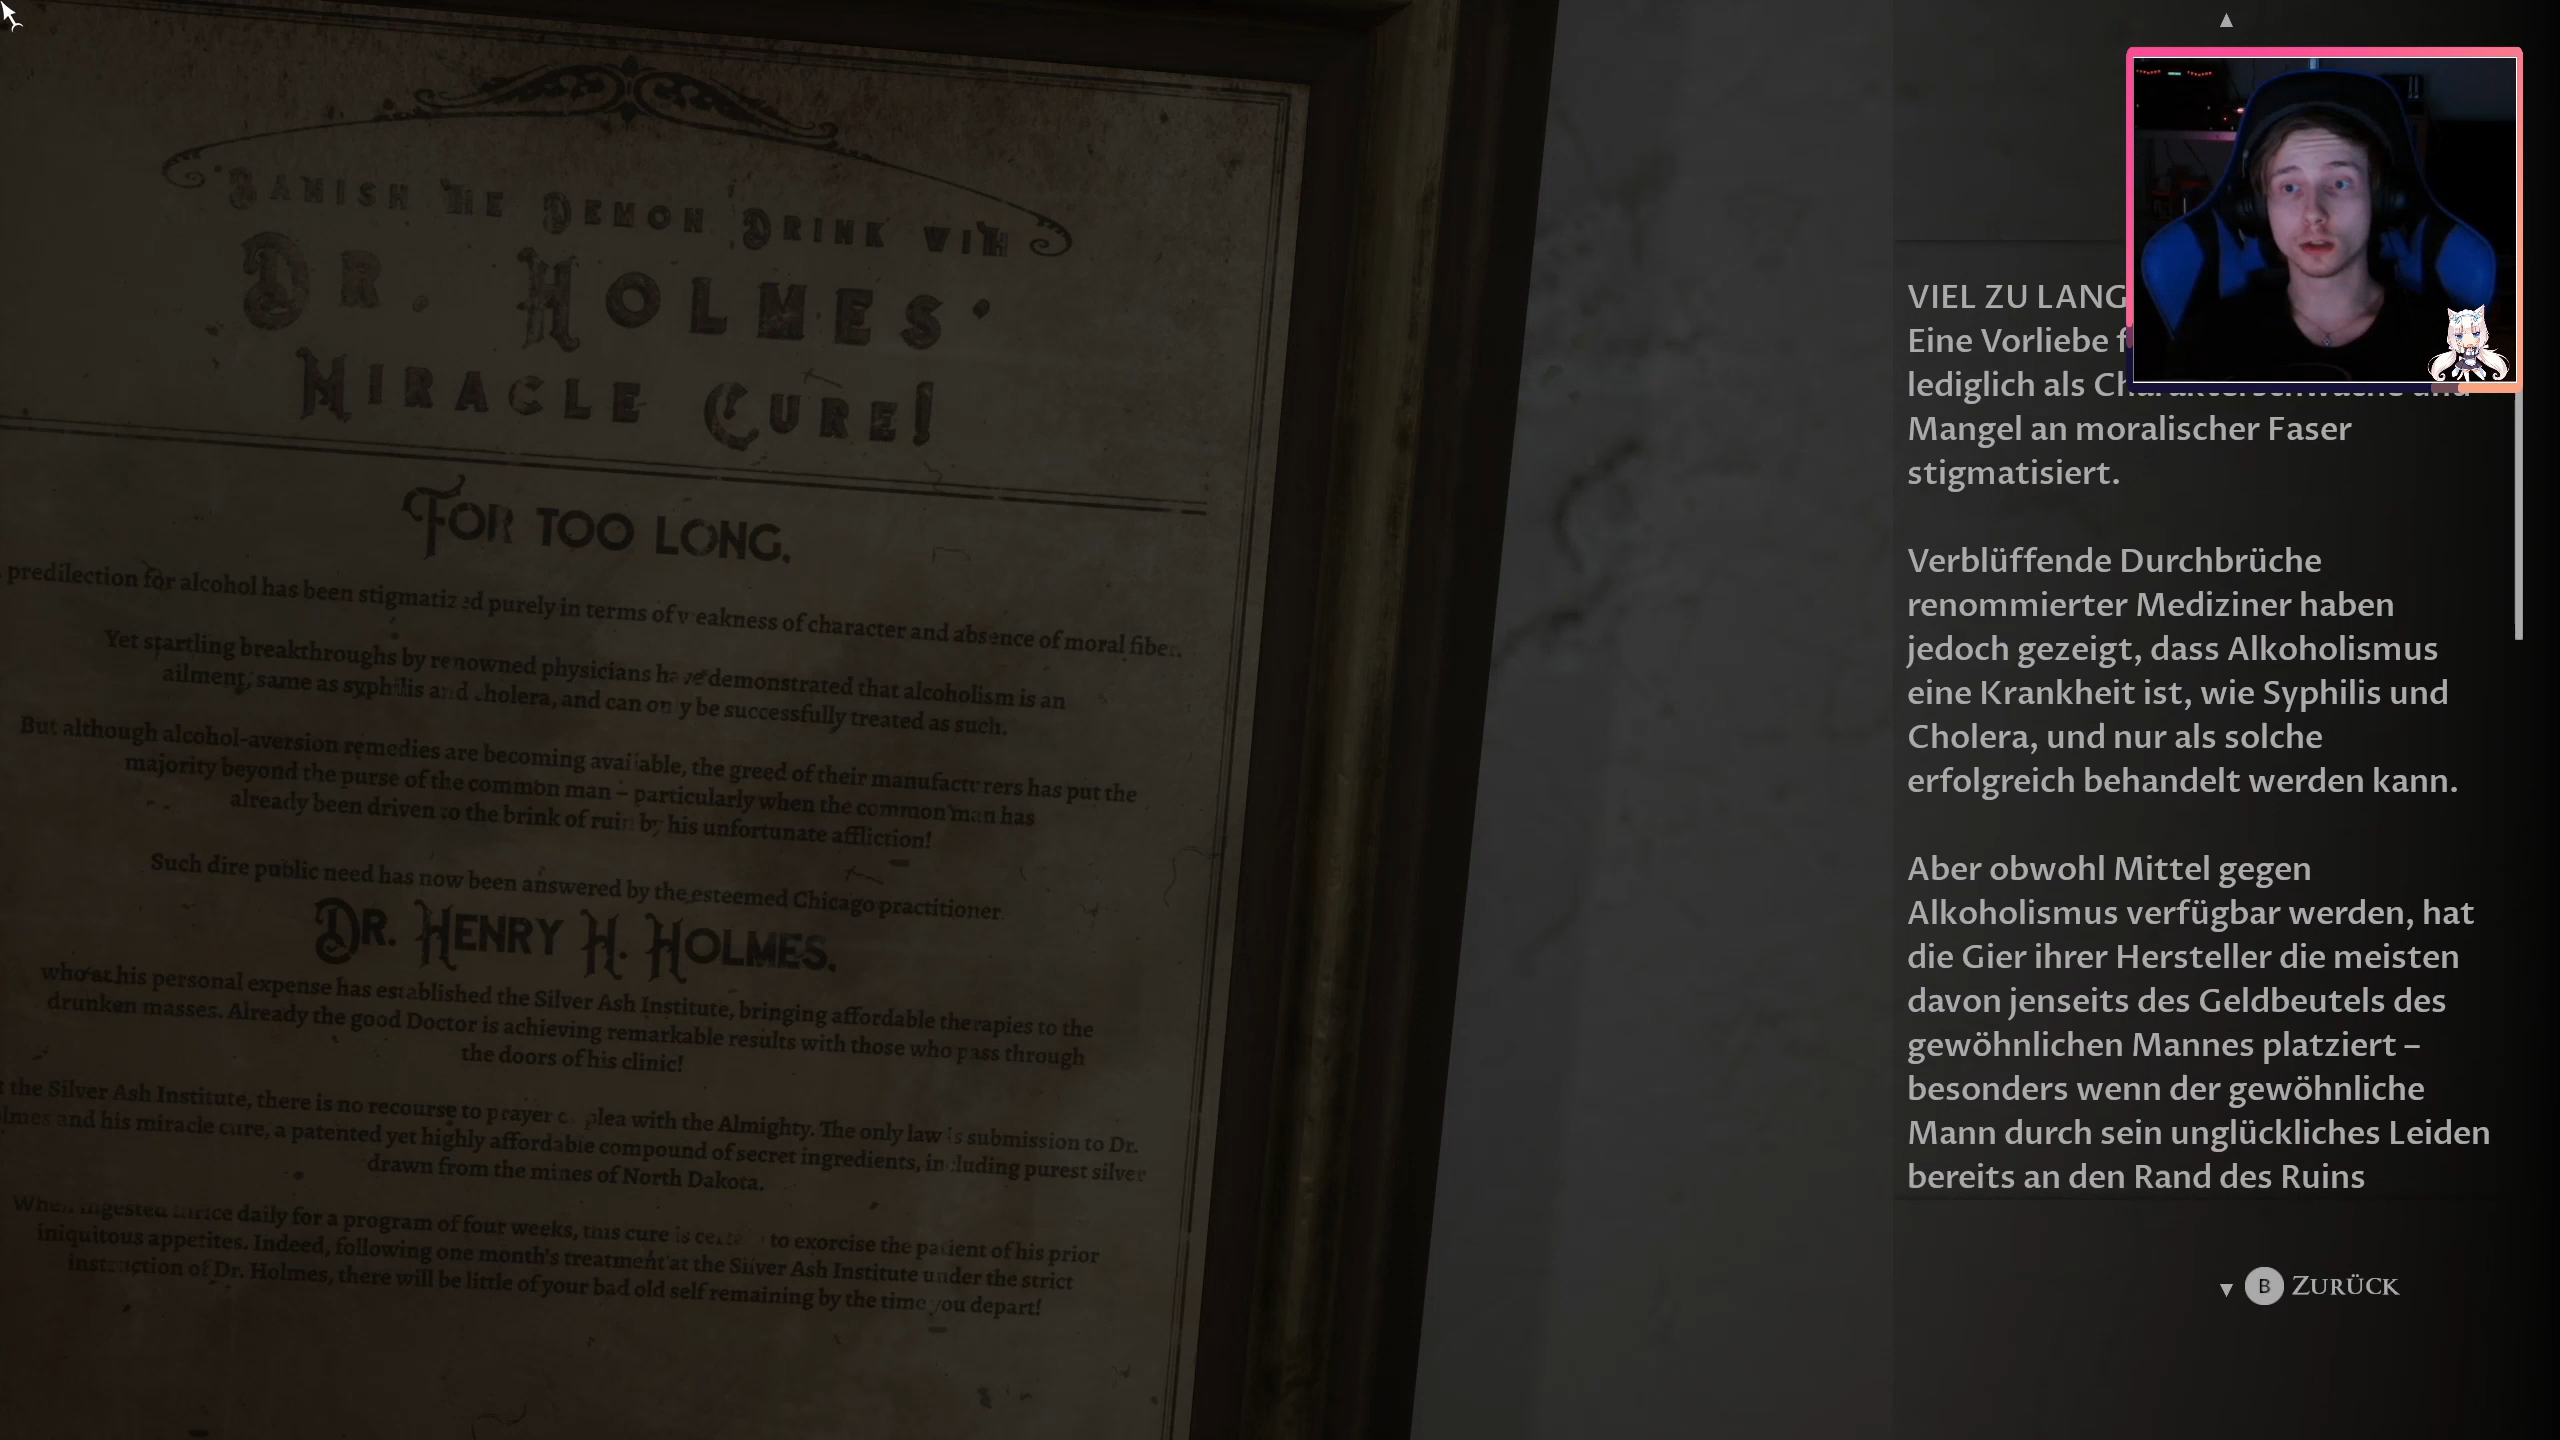 BANISH THE DEMON DRINK WITH
DR. HOLMES'
MIRACLE CURE!
FOR TOO LONG,
predilection for alcohol has been stigmatized purely in terms of weakness of character and absence of moral fiber.
Yet startling breakthroughs by renowned physicians have demonstrated that alcoholism is an
ailment, same as syphilis and cholera, and can only be successfully treated as such.
But although alcohol-aversion remedies are becoming available, the greed of their manufacturers has put the
majority beyond the purse of the common man – particularly when the common man has
already been driven to the brink of ruin by his unfortunate affliction!
Such dire public need has now been answered by the esteemed Chicago practitioner
DR. HENRY H. HOLMES,
who at his personal expense has established the Silver Ash Institute, bringing affordable therapies to the
drunken masses. Already the good Doctor is achieving remarkable results with those who pass through
the doors of his clinic!
the Silver Ash Institute, there is no recourse to prayer or plea with the Almighty. The only law is submission to Dr.
lmes and his miracle cure, a patented yet highly affordable compound of secret ingredients, including purest silver
drawn from the mines of North Dakota.
When ingested thrice daily for a program of four weeks, this cure is certain to exorcise the patient of his prior
iniquitous appetites. Indeed, following one month's treatment at the Silver Ash Institute under the strict
instruction of Dr. Holmes, there will be little of your bad old self remaining by the time you depart!
VIEL ZU LANG
Eine Vorliebe f
lediglich als Charakterschwäche und
Mangel an moralischer Faser
stigmatisiert.
Verblüffende Durchbrüche
renommierter Mediziner haben
jedoch gezeigt, dass Alkoholismus
eine Krankheit ist, wie Syphilis und
Cholera, und nur als solche
erfolgreich behandelt werden kann.
Aber obwohl Mittel gegen
Alkoholismus verfügbar werden, hat
die Gier ihrer Hersteller die meisten
davon jenseits des Geldbeutels des
gewöhnlichen Mannes platziert –
besonders wenn der gewöhnliche
Mann durch sein unglückliches Leiden
bereits an den Rand des Ruins
B ZURÜCK